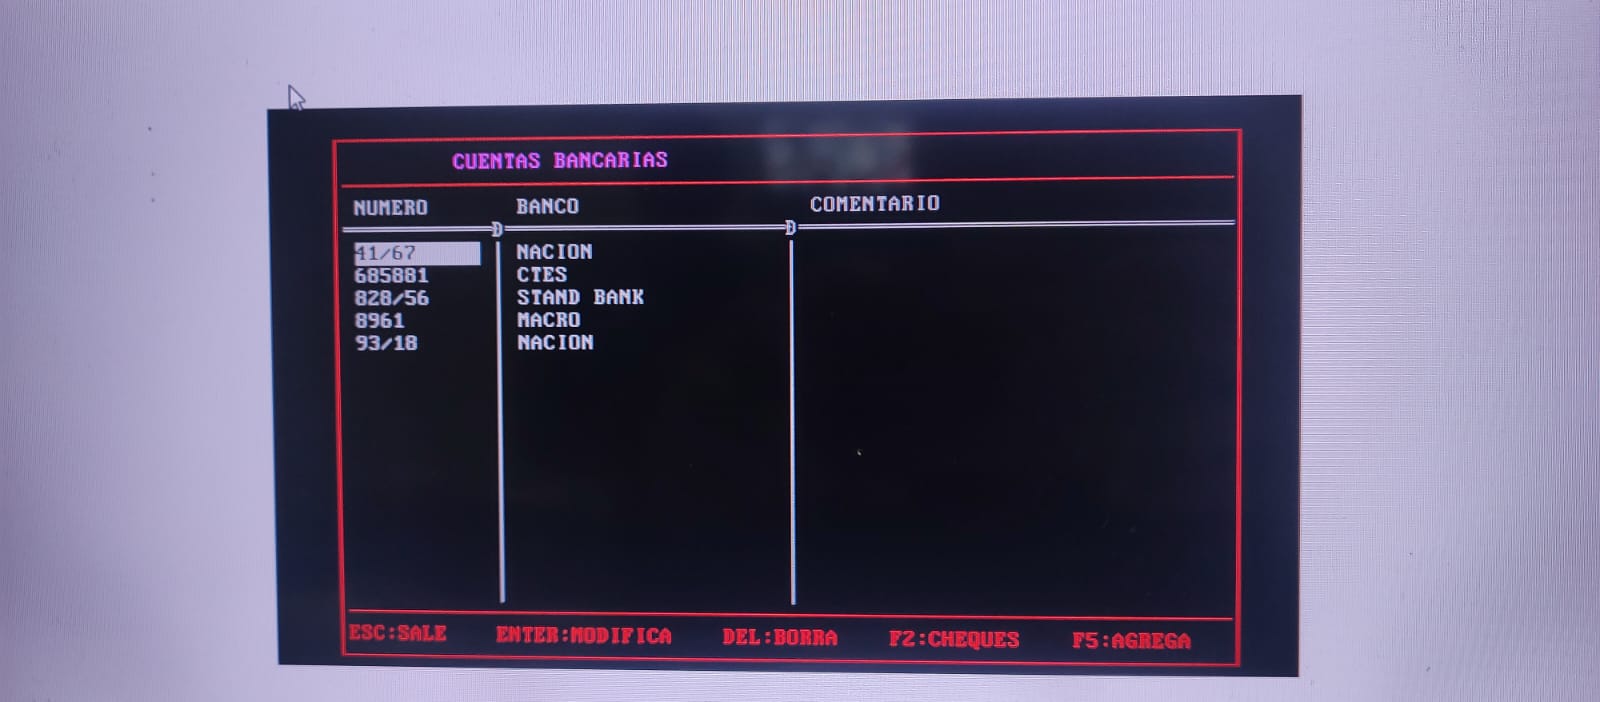 CUENTAS BANCARIAS
NUMERO BANCO COMENTARIO
41/67 NACION
685881 CTES
828/56 STAND BANK
8961 MACRO
93/18 NACION
ESC:SALE ENTER:MODIFICA DEL:BORRA F2:CHEQUES F5:AGREGA